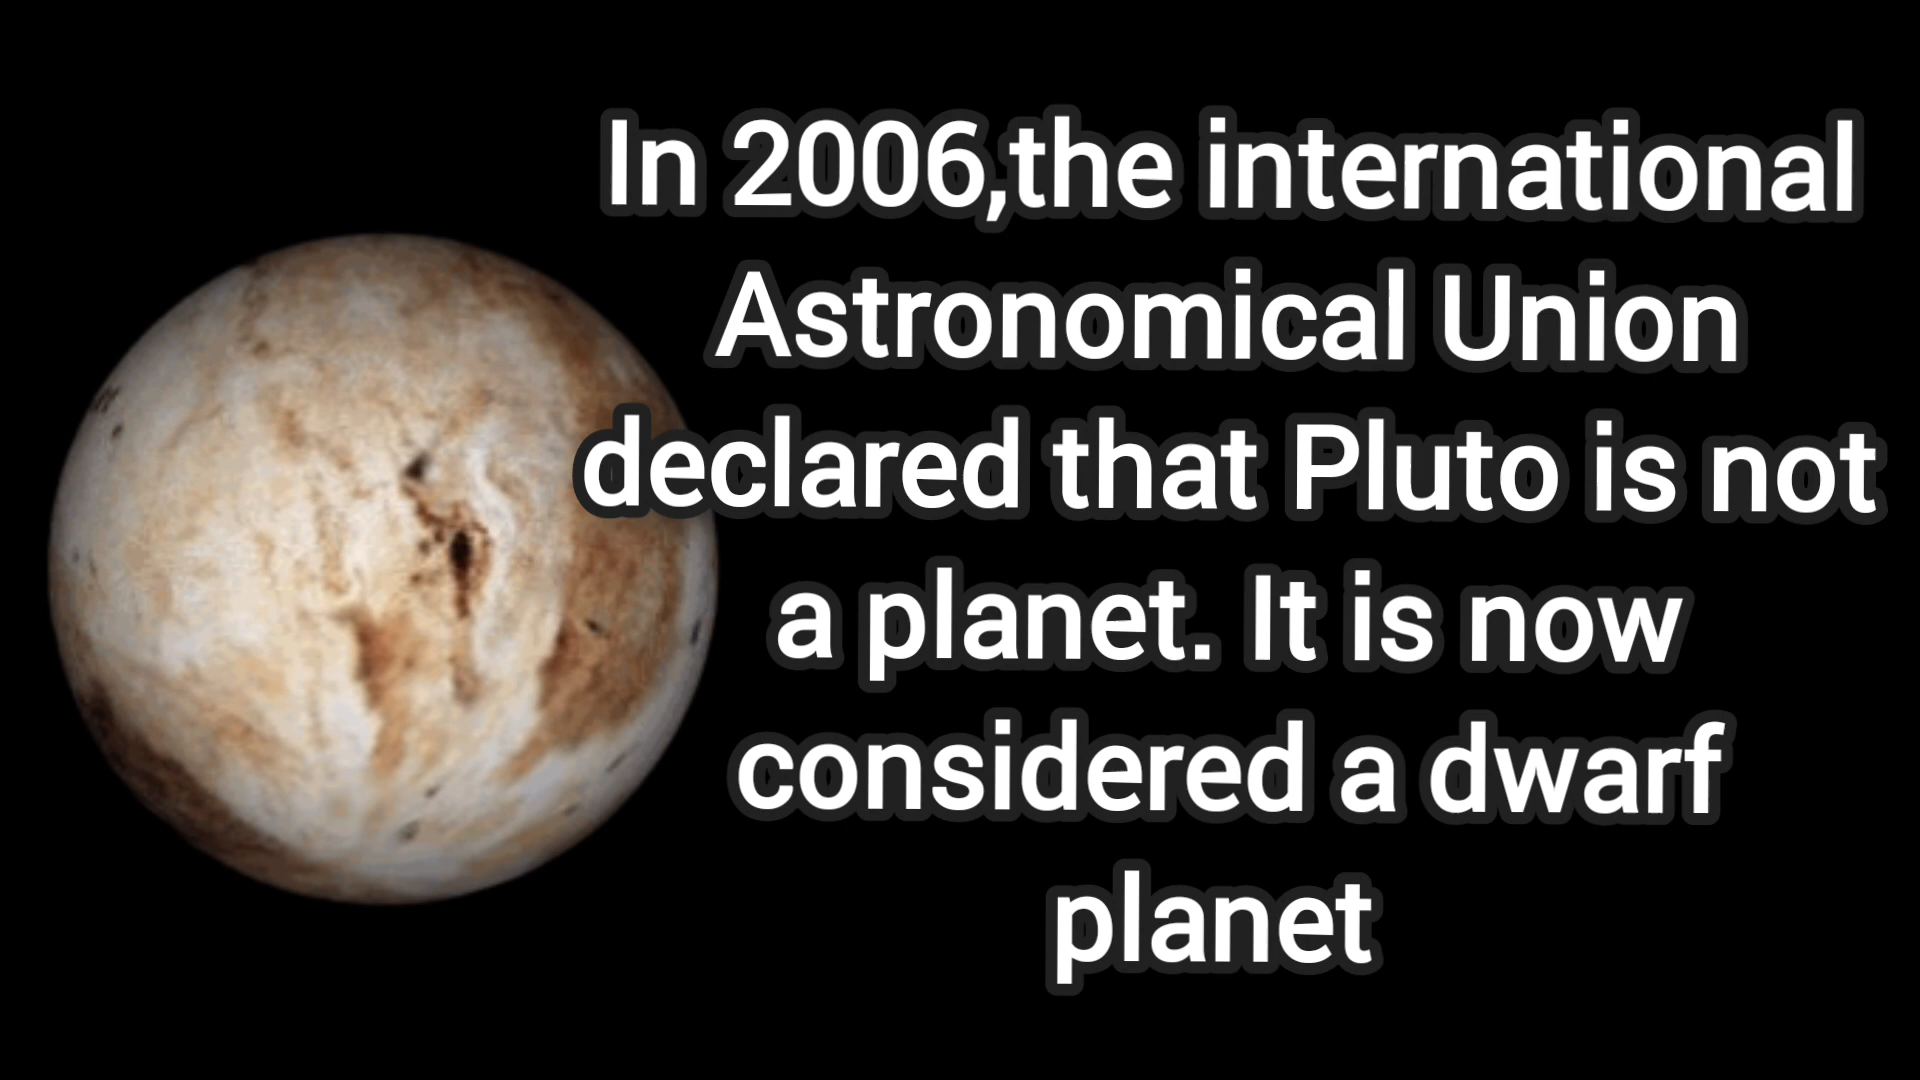 In 2006,the international
Astronomical Union
declared that Pluto is not
a planet. It is now
considered a dwarf
planet